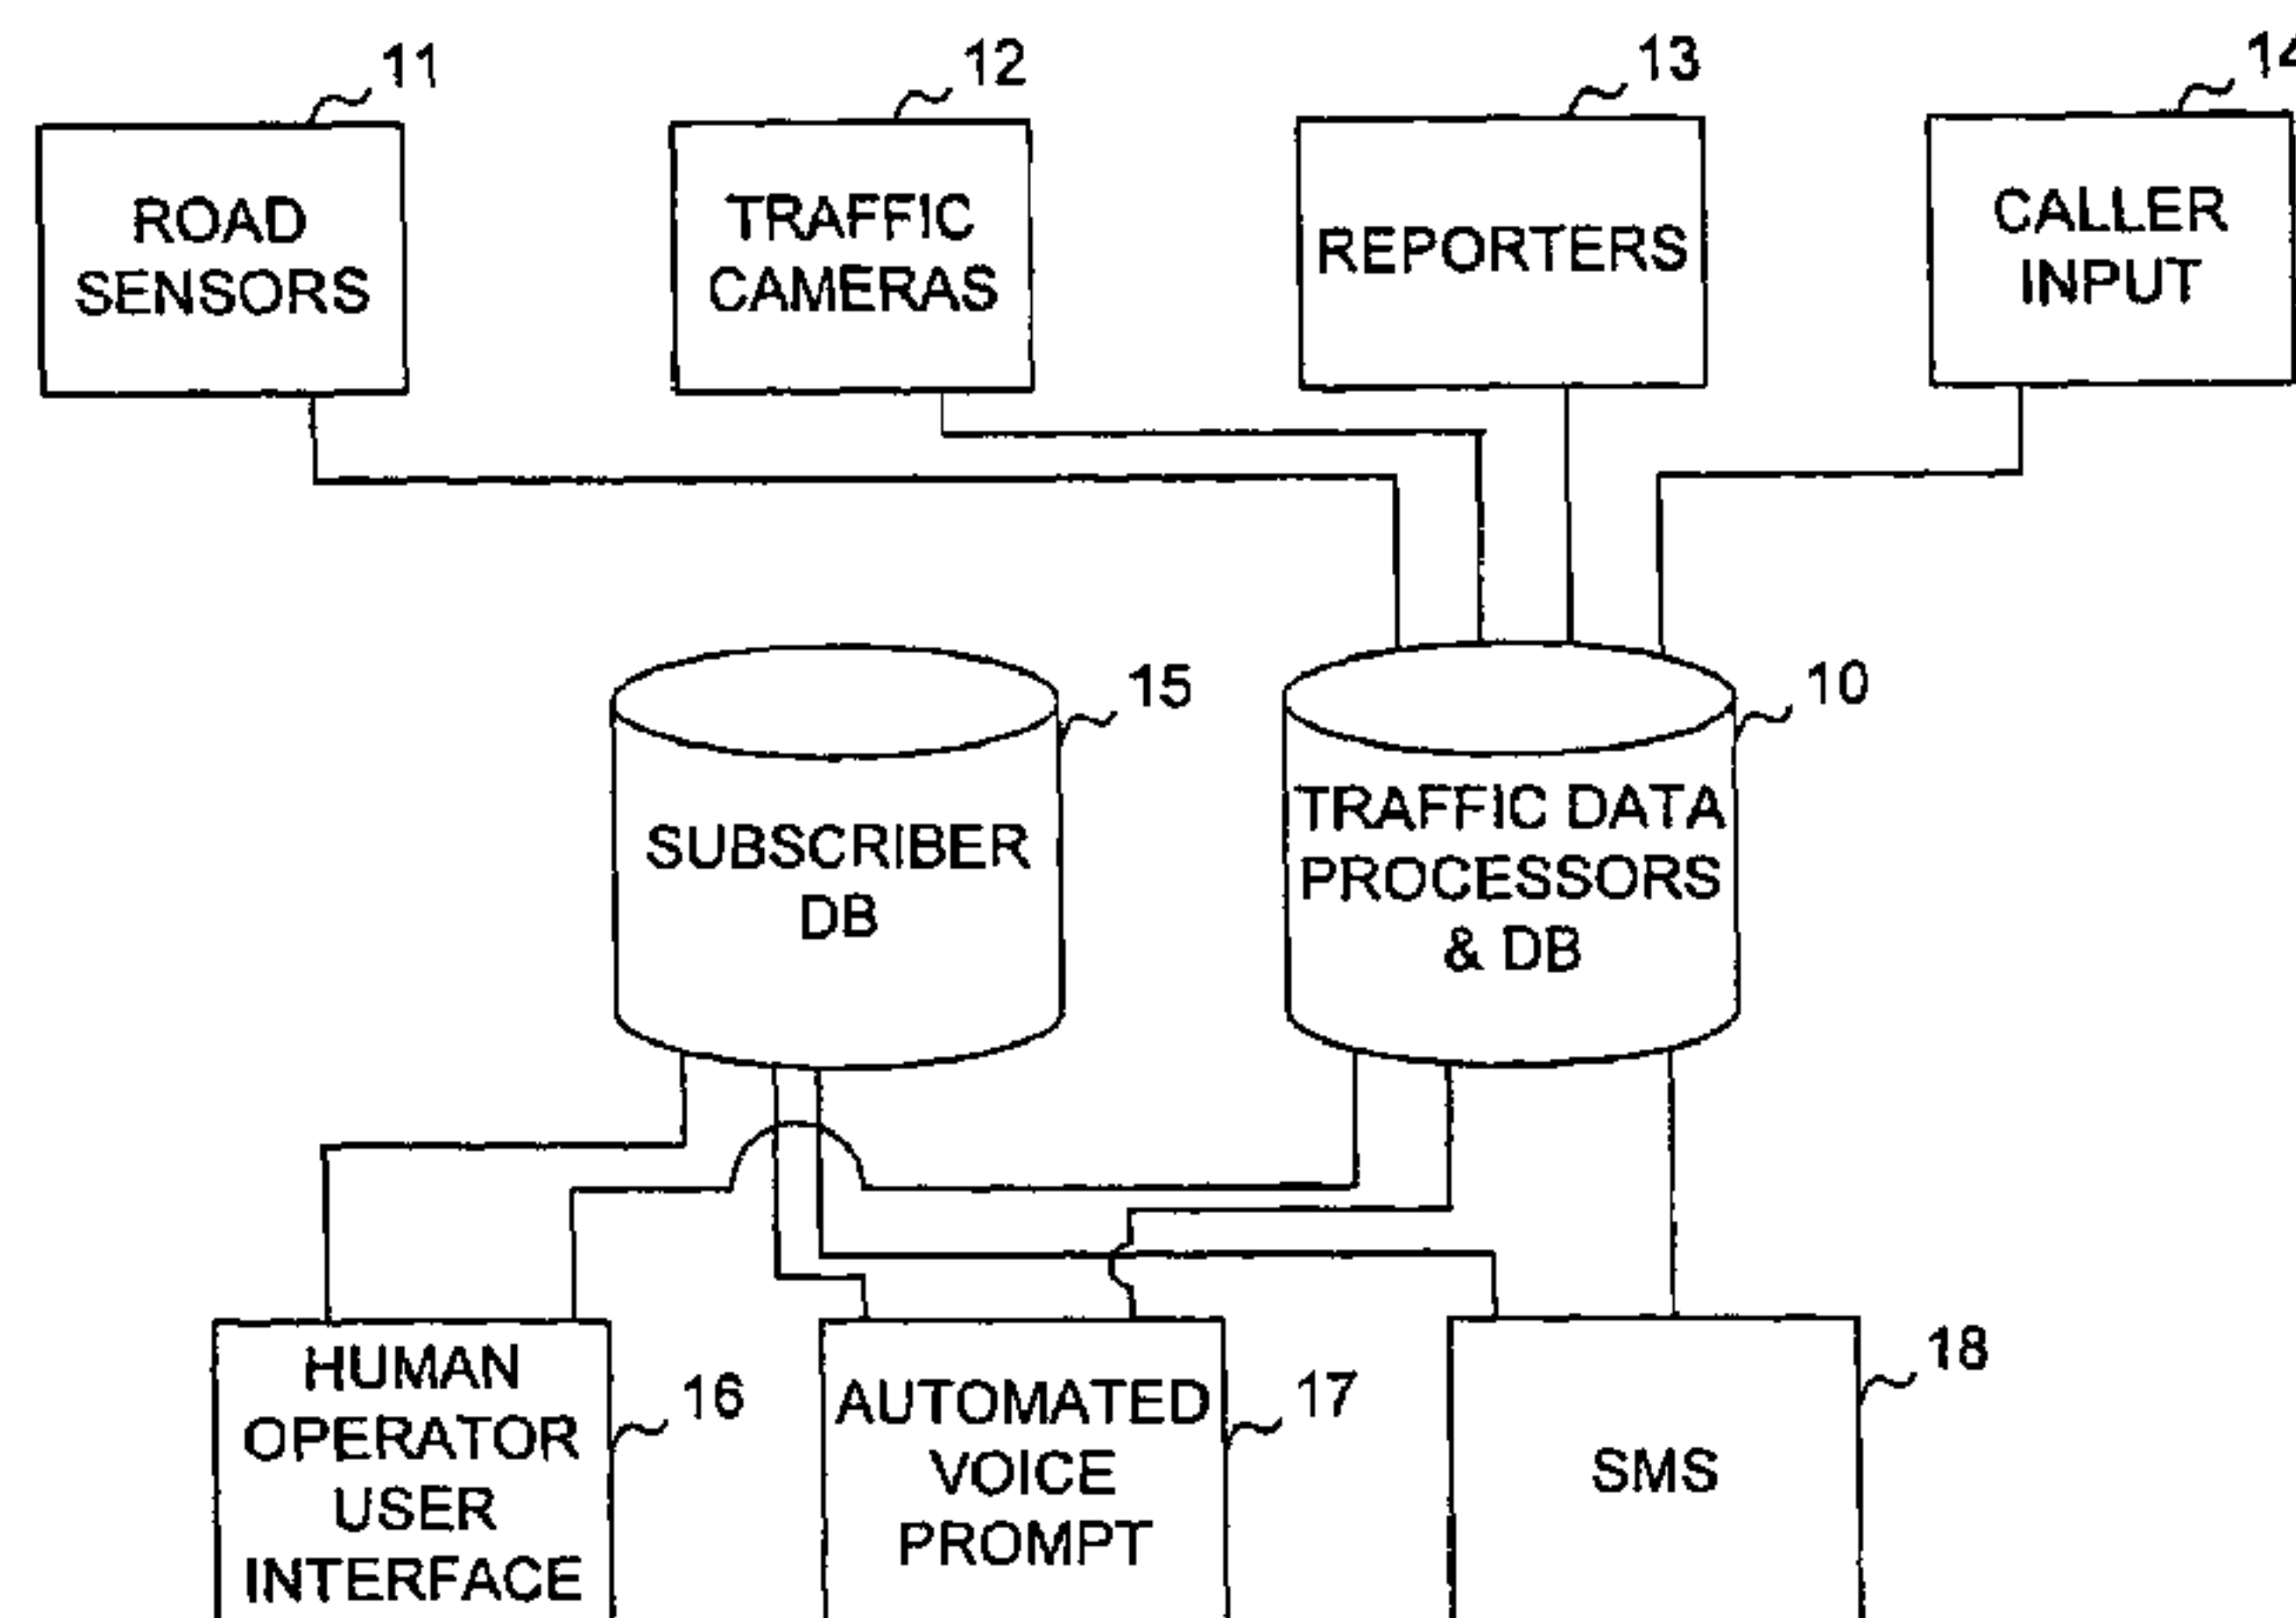 11
12
13
14
ROAD
SENSORS
TRAFFIC
CAMERAS
REPORTERS
CALLER
INPUT
15
10
SUBSCRIBER
DB
TRAFFIC DATA
PROCESSORS
& DB
HUMAN
OPERATOR
USER
INTERFACE
16
AUTOMATED
VOICE
PROMPT
17
SMS
18